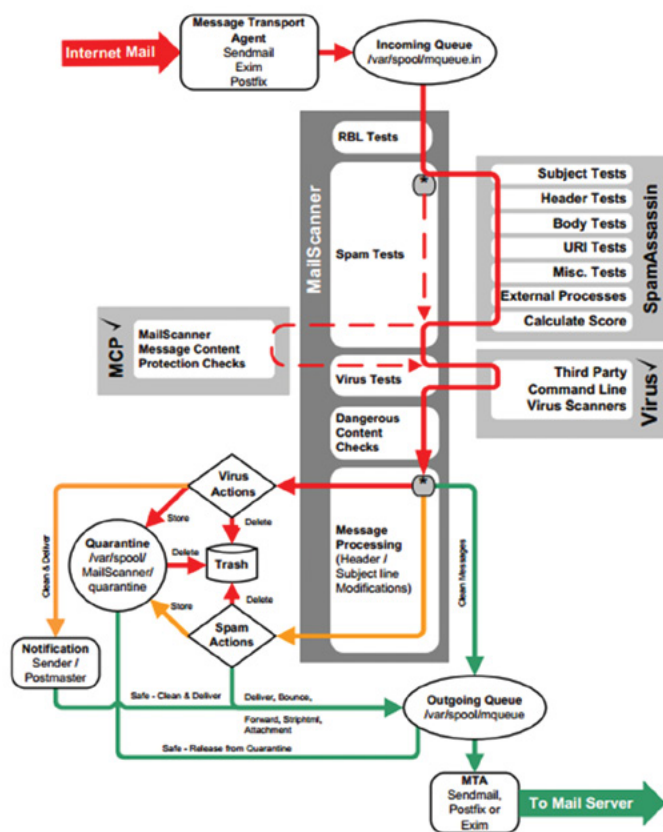 Internet Mail
Message Transport
Agent
Sendmail
Exim
Postfix
Incoming Queue
/var/spool/mqueue.in
MailScanner
RBL Tests
*
Spam Tests
Subject Tests
Header Tests
Body Tests
URI Tests
Misc. Tests
External Processes
Calculate Score
SpamAssassin
MCP
MailScanner
Message Content
Protection Checks
Virus Tests
Third Party
Command Line
Virus Scanners
Virus
Dangerous
Content
Checks
*
Virus
Actions
Message
Processing
(Header /
Subject line
Modifications)
Clean Messages
Clean & Deliver
Store
Delete
Quarantine
/var/spool/
MailScanner/
quarantine
Delete
Trash
Delete
Store
Spam
Actions
Notification
Sender /
Postmaster
Safe - Clean & Deliver
Deliver, Bounce,
Forward, Striphtml,
Attachment
Safe - Release from Quarantine
Outgoing Queue
/var/spool/mqueue
MTA
Sendmail,
Postfix or
Exim
To Mail Server